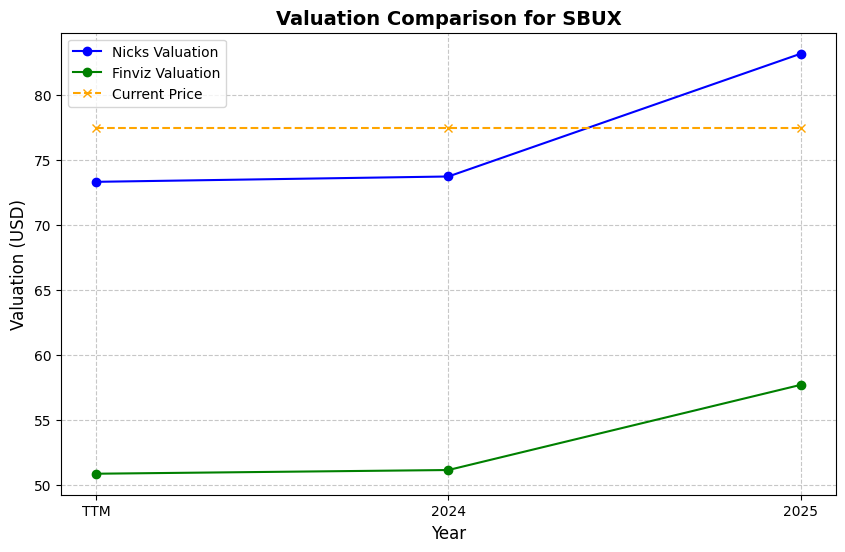 Valuation Comparison for SBUX
Nicks Valuation
Finviz Valuation
Current Price
Valuation (USD)
80
75
70
65
60
55
50
TTM
2024
2025
Year